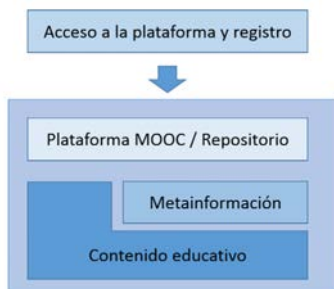 Acceso a la plataforma y registro
Plataforma MOOC / Repositorio
Metainformación
Contenido educativo